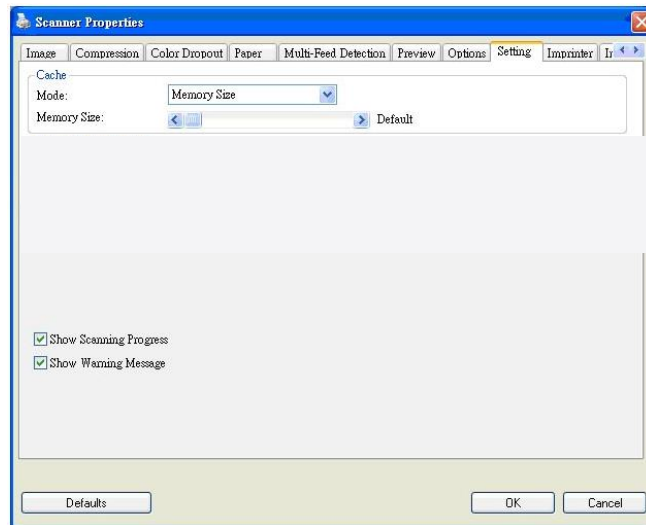 Scanner Properties
Image Compression Color Dropout Paper Multi-Feed Detection Preview Options Setting Imprinter
Cache
Mode: Memory Size
Memory Size: Default
Show Scanning Progress
Show Warning Message
Defaults OK Cancel